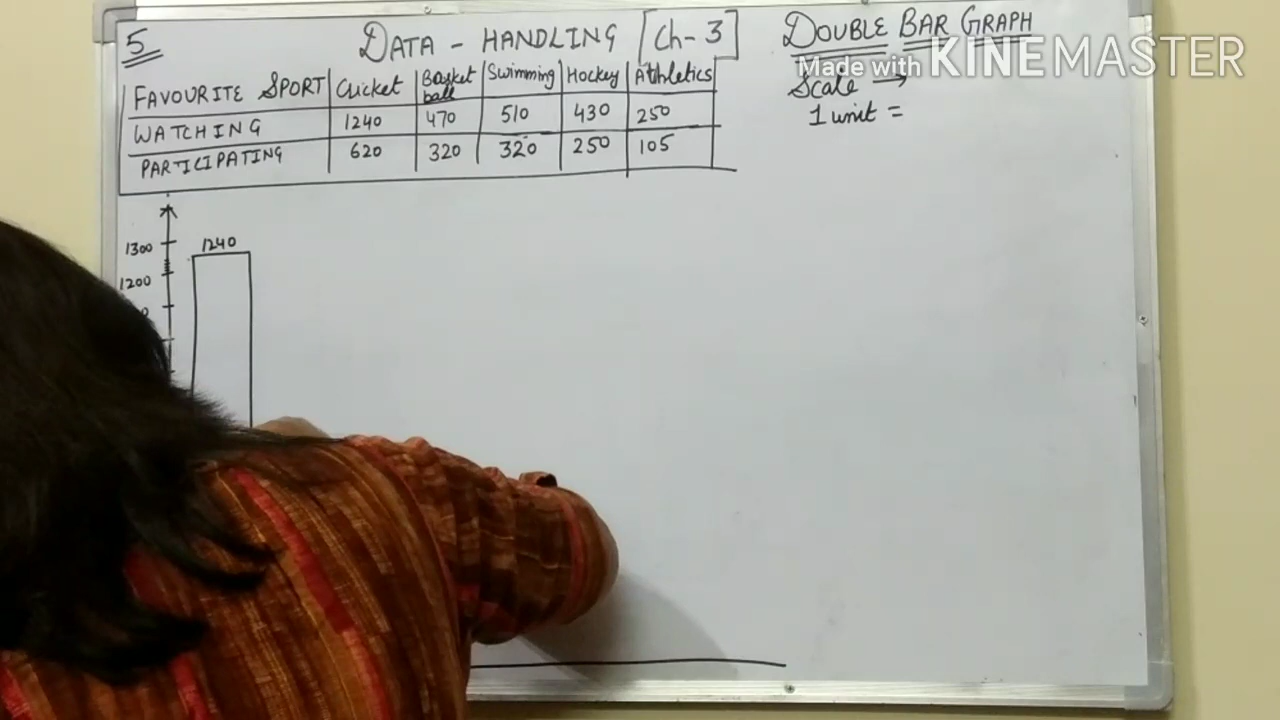 5
DATA - HANDLING [Ch- 3]
DOUBLE BAR GRAPH
Made with KINEMASTER
Scale →
1 unit =
FAVOURITE SPORT Cricket Basket ball Swimming Hockey Athletics
WATCHING 1240 470 510 430 250
PARTICIPATING 620 320 320 250 105
1300
1240
1200